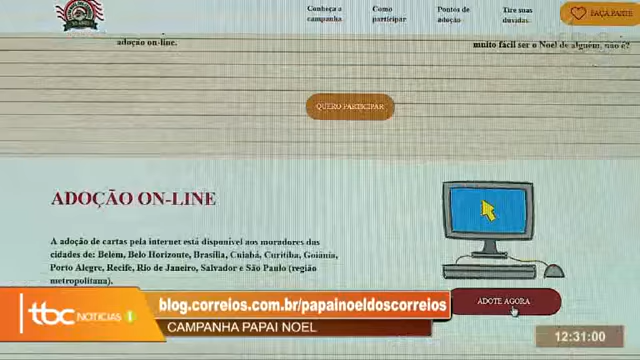 Conheça a
campanha
Como
participar
Pontos de
adoção
Tire suas
dúvidas
FAÇA PARTE
adoção on-line.
muito fácil ser o Noel de alguém, não é?
QUERO PARTICIPAR
ADOÇÃO ON-LINE
A adoção de cartas pela internet está disponível aos moradores das
cidades de: Belém, Belo Horizonte, Brasília, Cuiabá, Curitiba, Goiânia,
Porto Alegre, Recife, Rio de Janeiro, Salvador e São Paulo (região
metropolitana).
ADOTE AGORA
blog.correios.com.br/papainoeldoscorreios
tbc NOTÍCIAS 1
CAMPANHA PAPAI NOEL
12:31:00